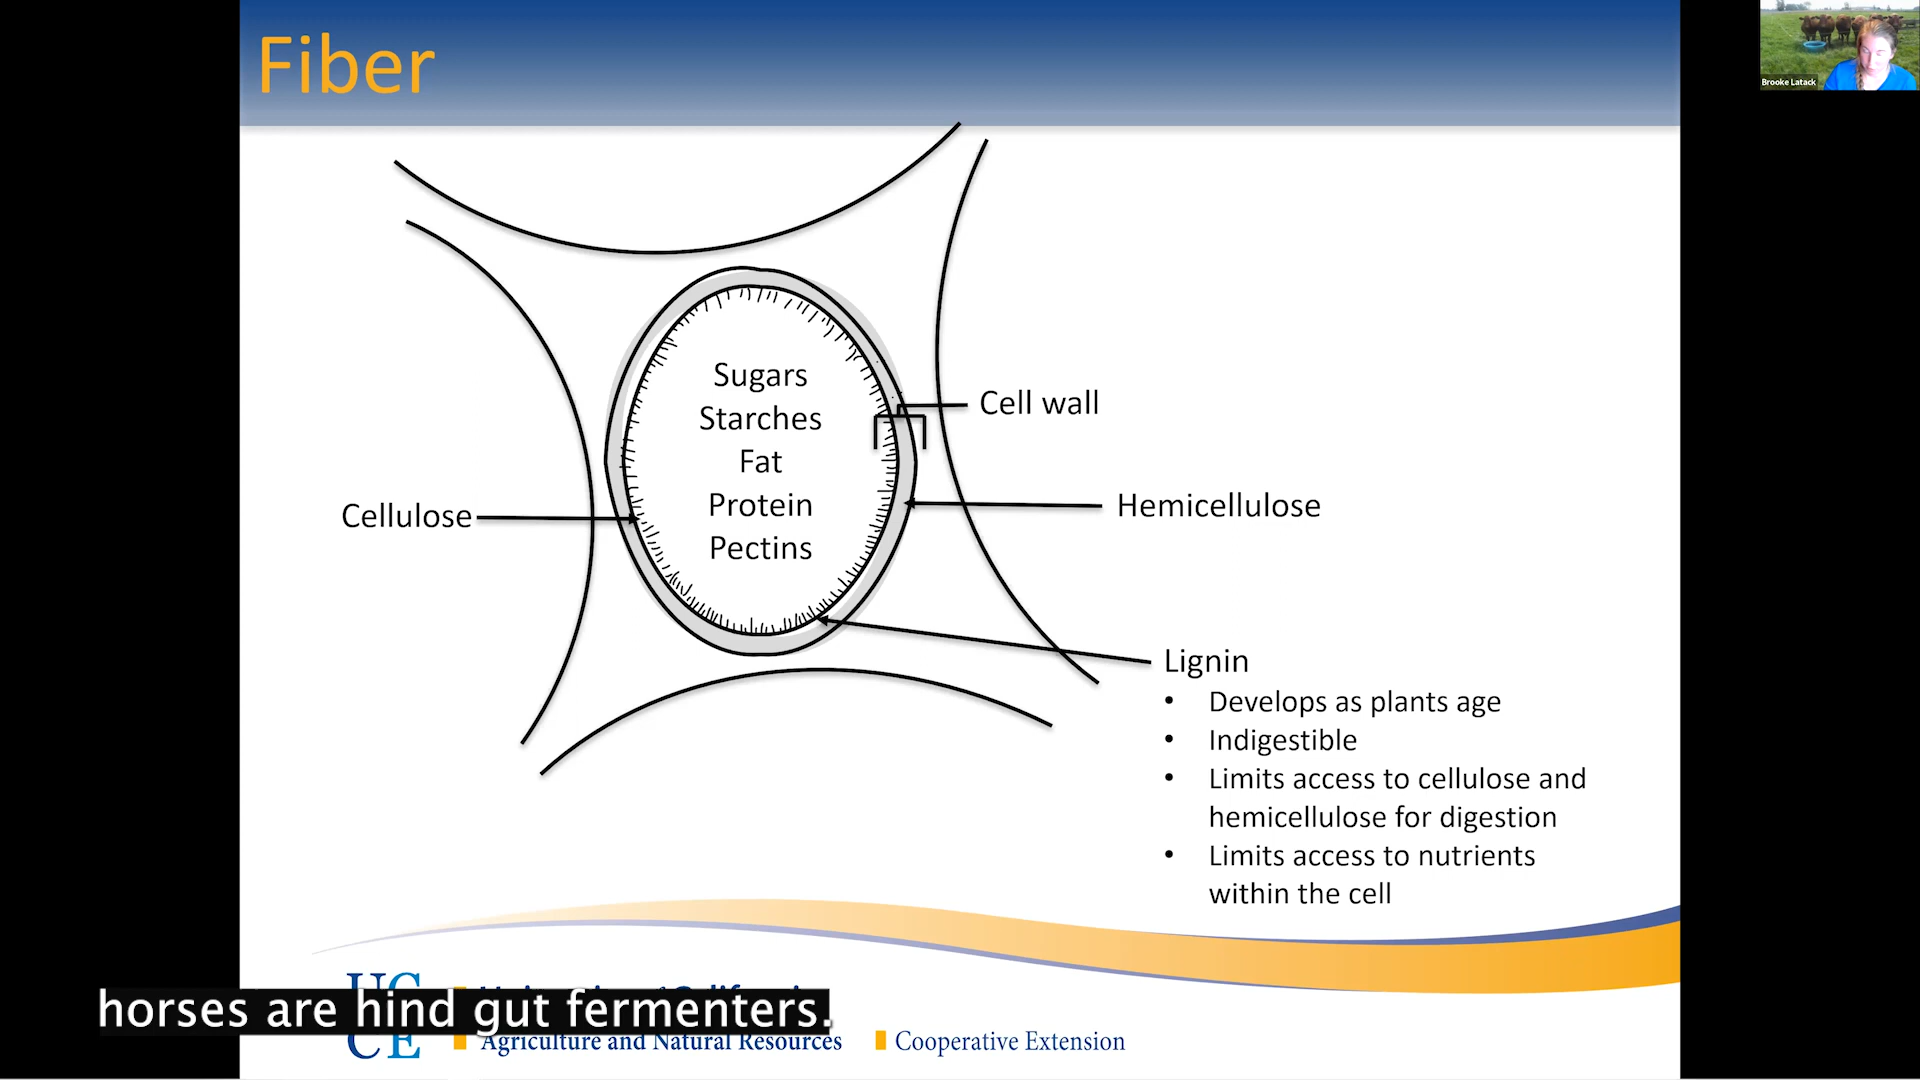 Fiber
Brooke Latack
Sugars
Starches
Fat
Protein
Pectins
Cell wall
Cellulose
Hemicellulose
Lignin
• Develops as plants age
• Indigestible
• Limits access to cellulose and
hemicellulose for digestion
• Limits access to nutrients
within the cell
UC
CE
horses are hind gut fermenters.
Agriculture and Natural Resources
Cooperative Extension